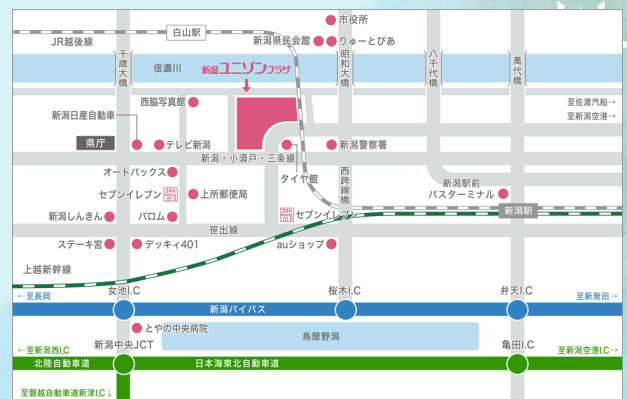 市役所
白山駅
JR越後線
新潟県民会館
りゅーとぴあ
千歳大橋
信濃川
新潟ユニゾンプラザ
昭和大橋
八千代橋
萬代橋
西脇写真館
至佐渡汽船→
新潟日産自動車
至新潟空港→
県庁
テレビ新潟
新潟警察署
新潟・小須戸・三条線
オートバックス
タイヤ館
西跨線橋
セブンイレブン
24h
上所郵便局
新潟駅前
バスターミナル
新潟しんきん
パロム
24h
セブンイレブン
新潟駅
笹出線
ステーキ宮
デッキィ401
auショップ
上越新幹線
女池I.C
桜木I.C
弁天I.C
←至長岡
新潟バイパス
至新発田→
とやの中央病院
鳥屋野潟
←至新潟西I.C
新潟中央JCT
亀田I.C
至新潟空港I.C→
北陸自動車道
日本海東北自動車道
至磐越自動車道新津I.C↓